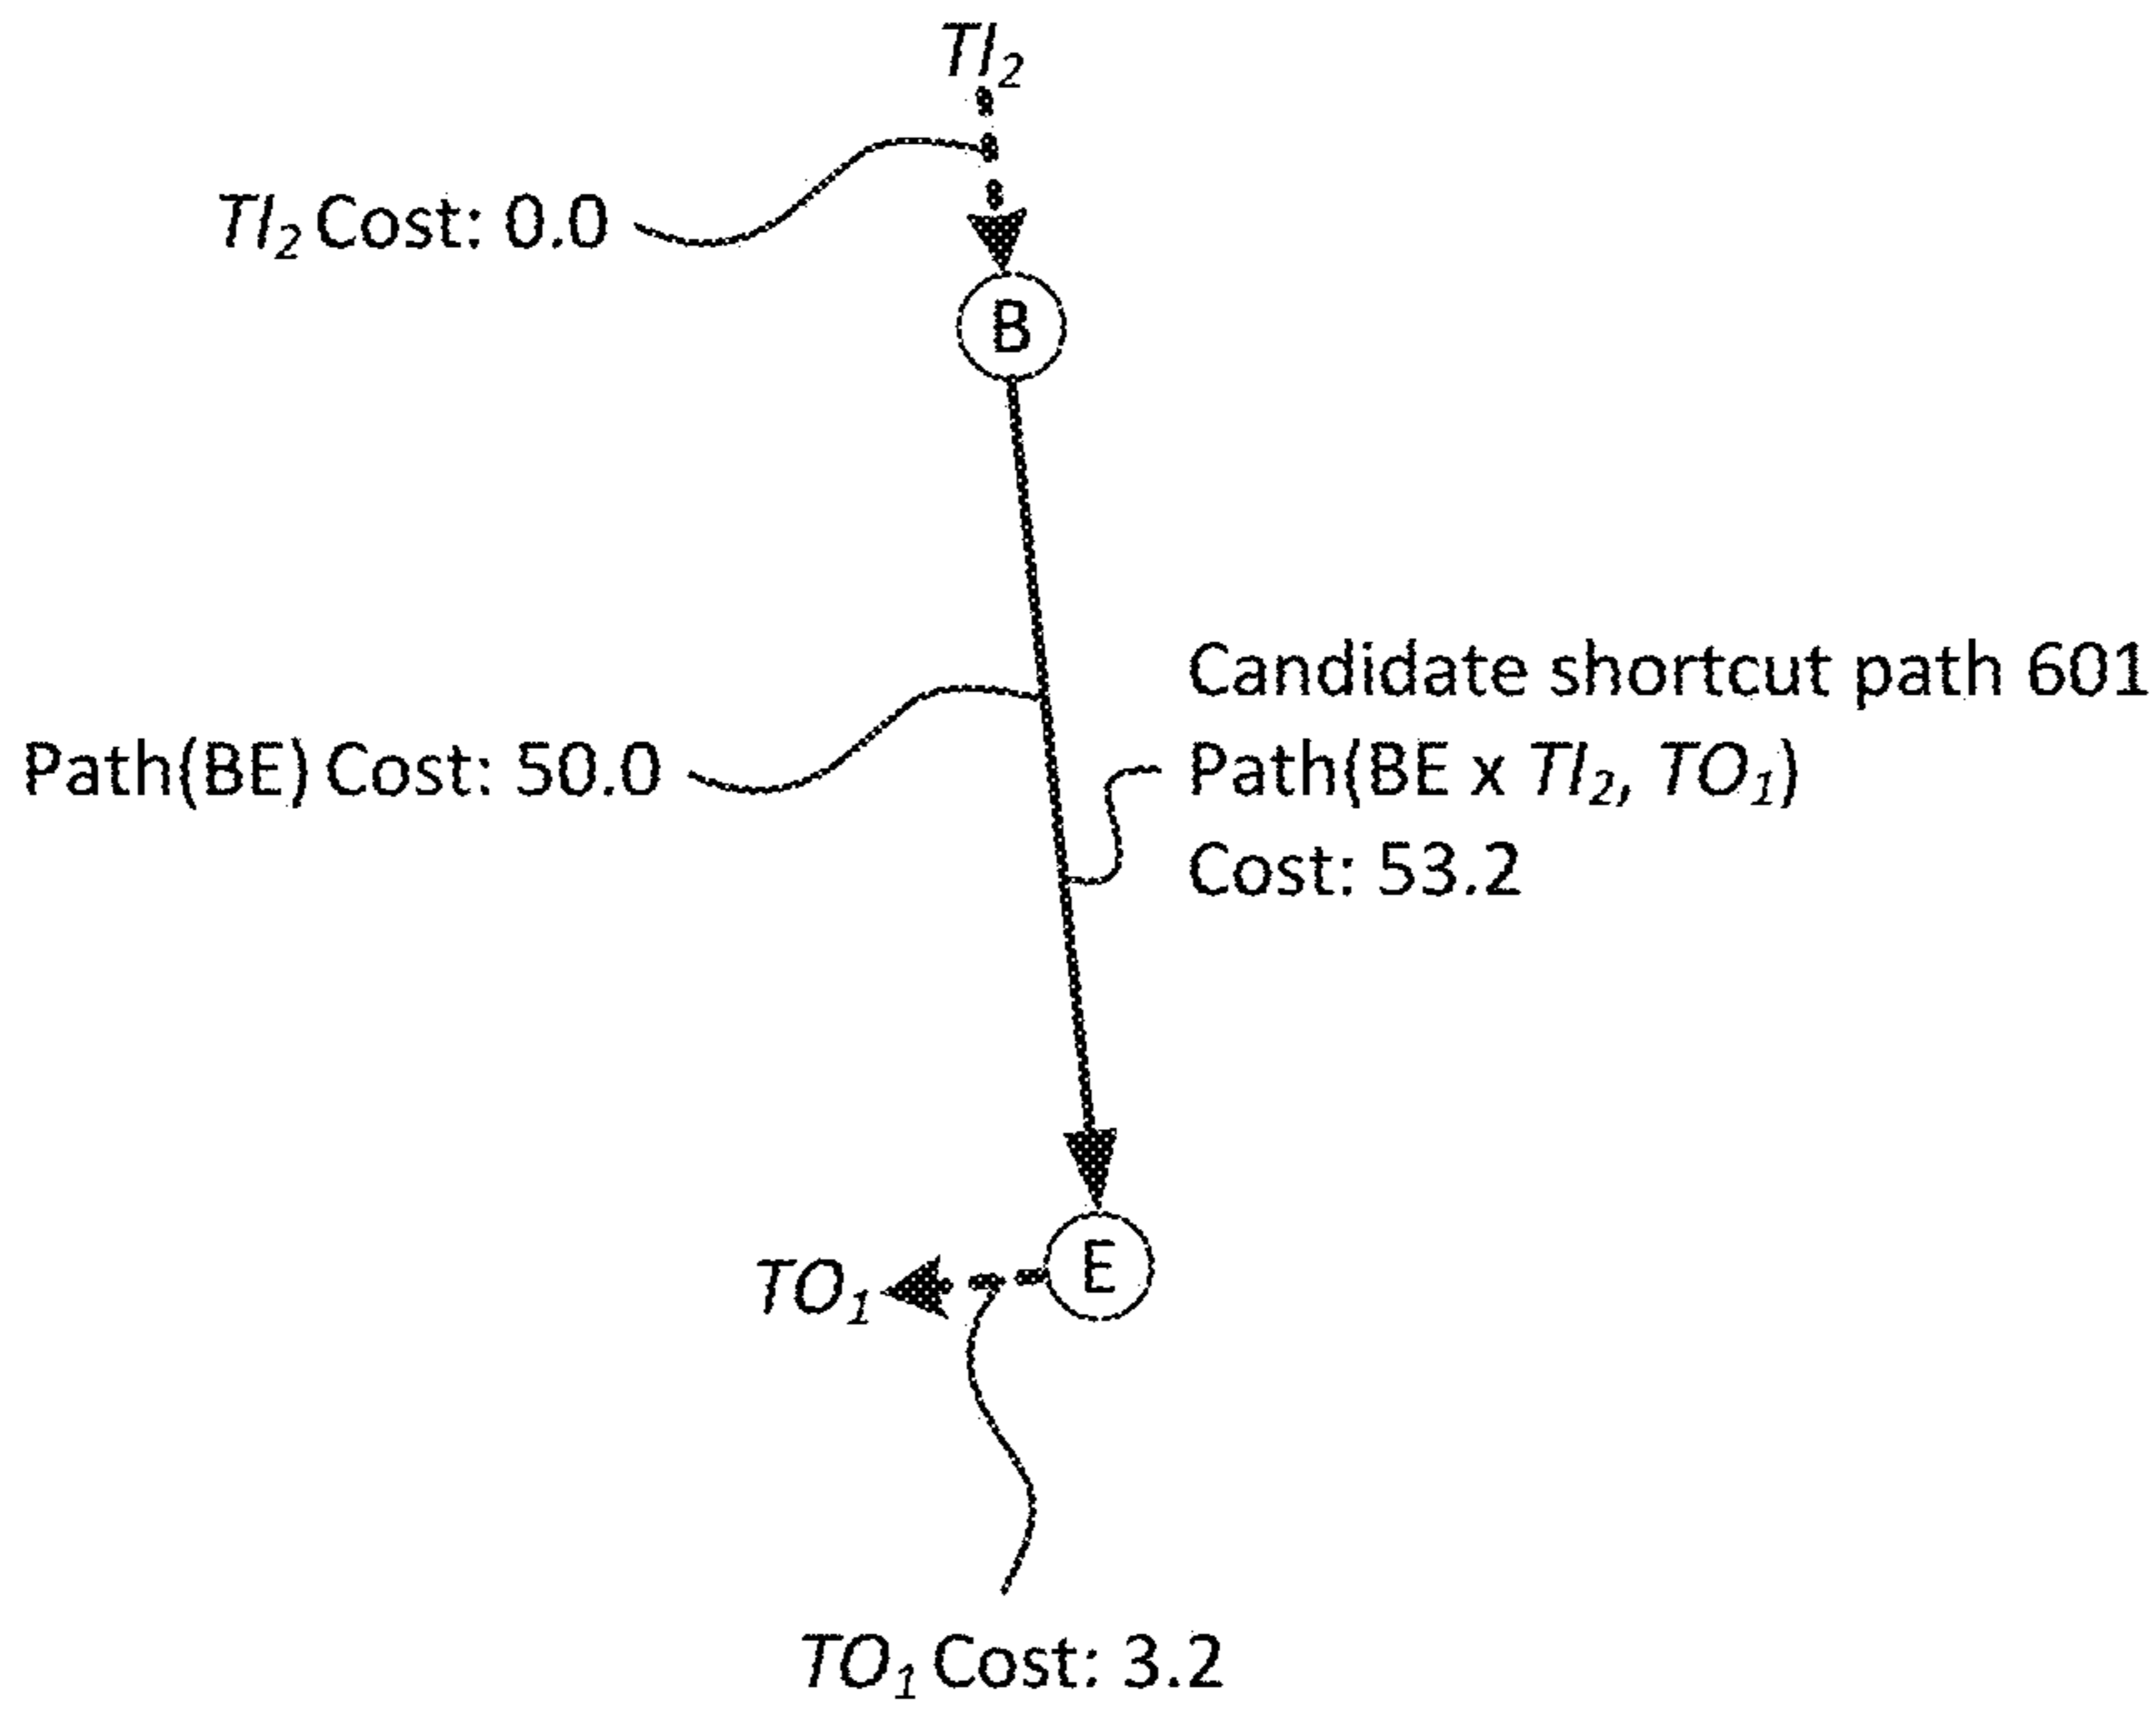 TI₂
TI₂ Cost: 0.0
B
Candidate shortcut path 601
Path(BE) Cost: 50.0
Path(BE x TI₂, TO₁)
Cost: 53.2
E
TO₁
TO₁ Cost: 3.2